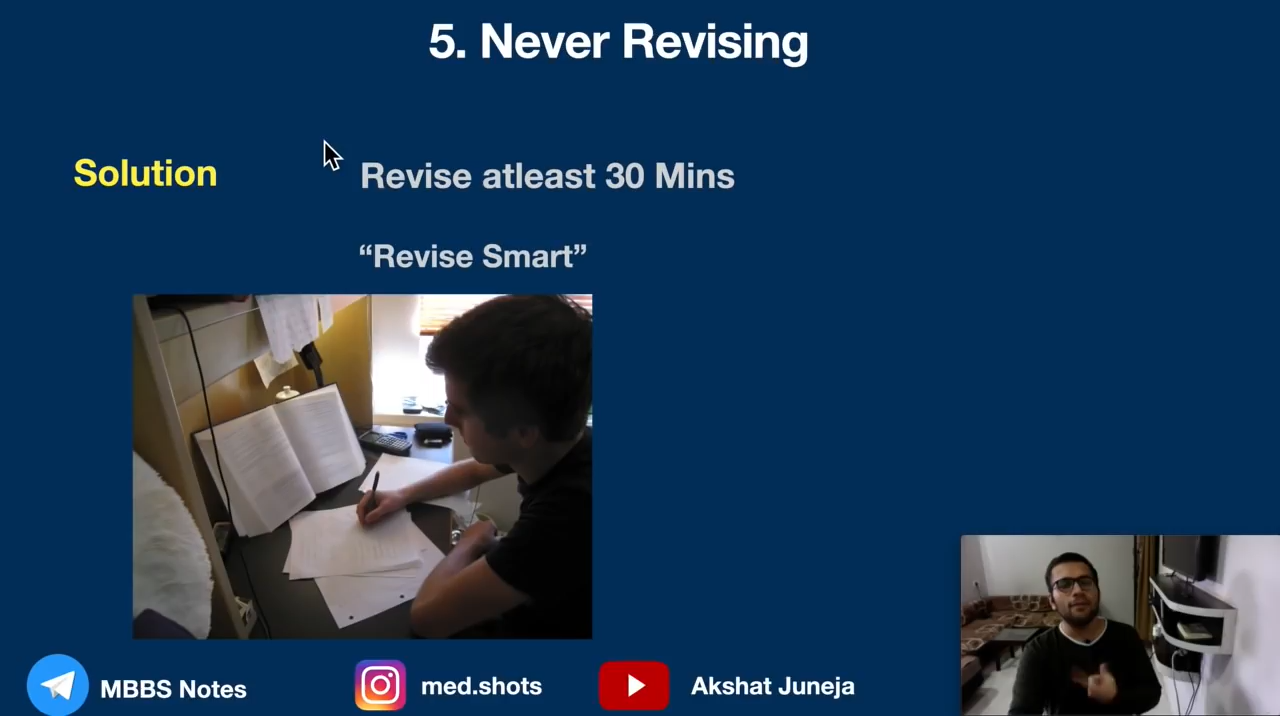 5. Never Revising
Solution
Revise atleast 30 Mins
“Revise Smart”
MBBS Notes
med.shots
Akshat Juneja